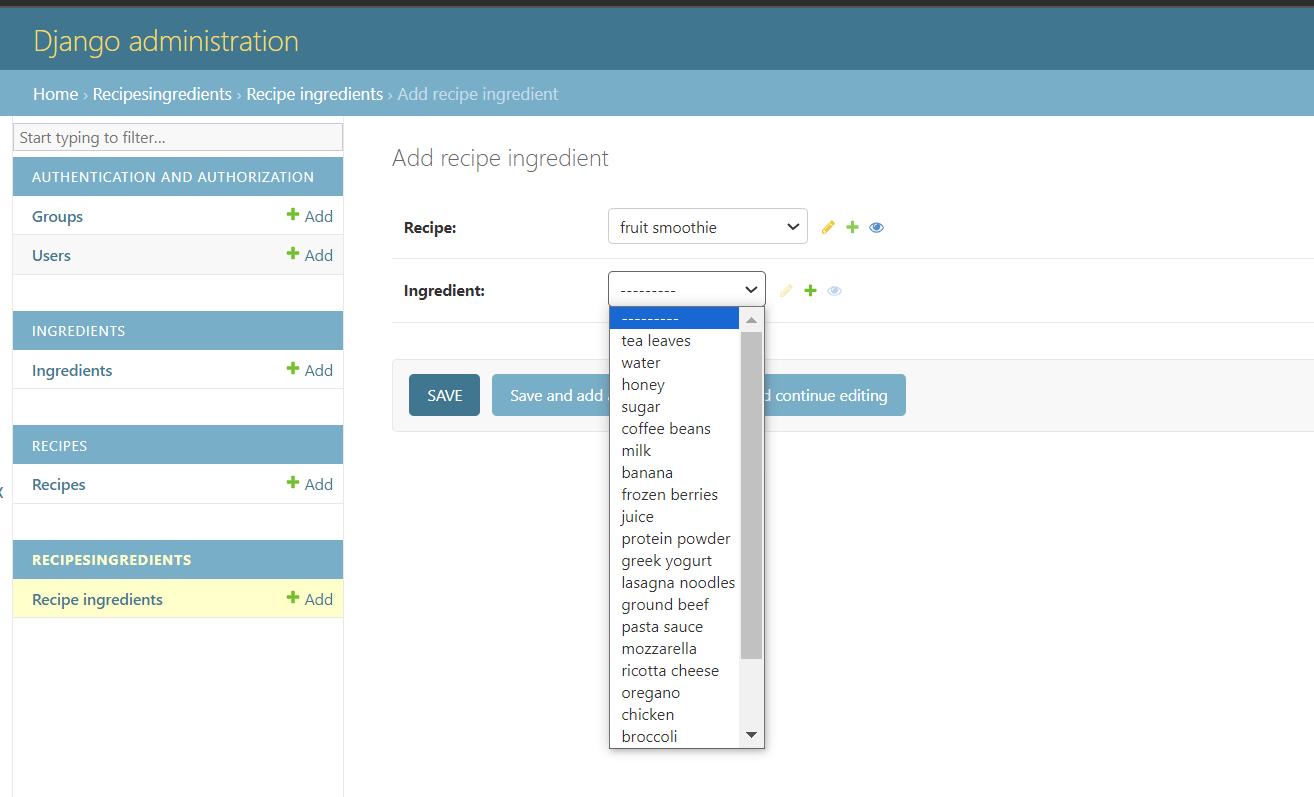 Django administration
Home › Recipesingredients › Recipe ingredients › Add recipe ingredient
Start typing to filter...
AUTHENTICATION AND AUTHORIZATION
Groups + Add
Users + Add
INGREDIENTS
Ingredients + Add
RECIPES
Recipes + Add
RECIPESINGREDIENTS
Recipe ingredients + Add
Add recipe ingredient
Recipe: fruit smoothie
Ingredient: ---------
---------
tea leaves
water
honey
sugar
coffee beans
milk
banana
frozen berries
juice
protein powder
greek yogurt
lasagna noodles
ground beef
pasta sauce
mozzarella
ricotta cheese
oregano
chicken
broccoli
SAVE
Save and add
continue editing